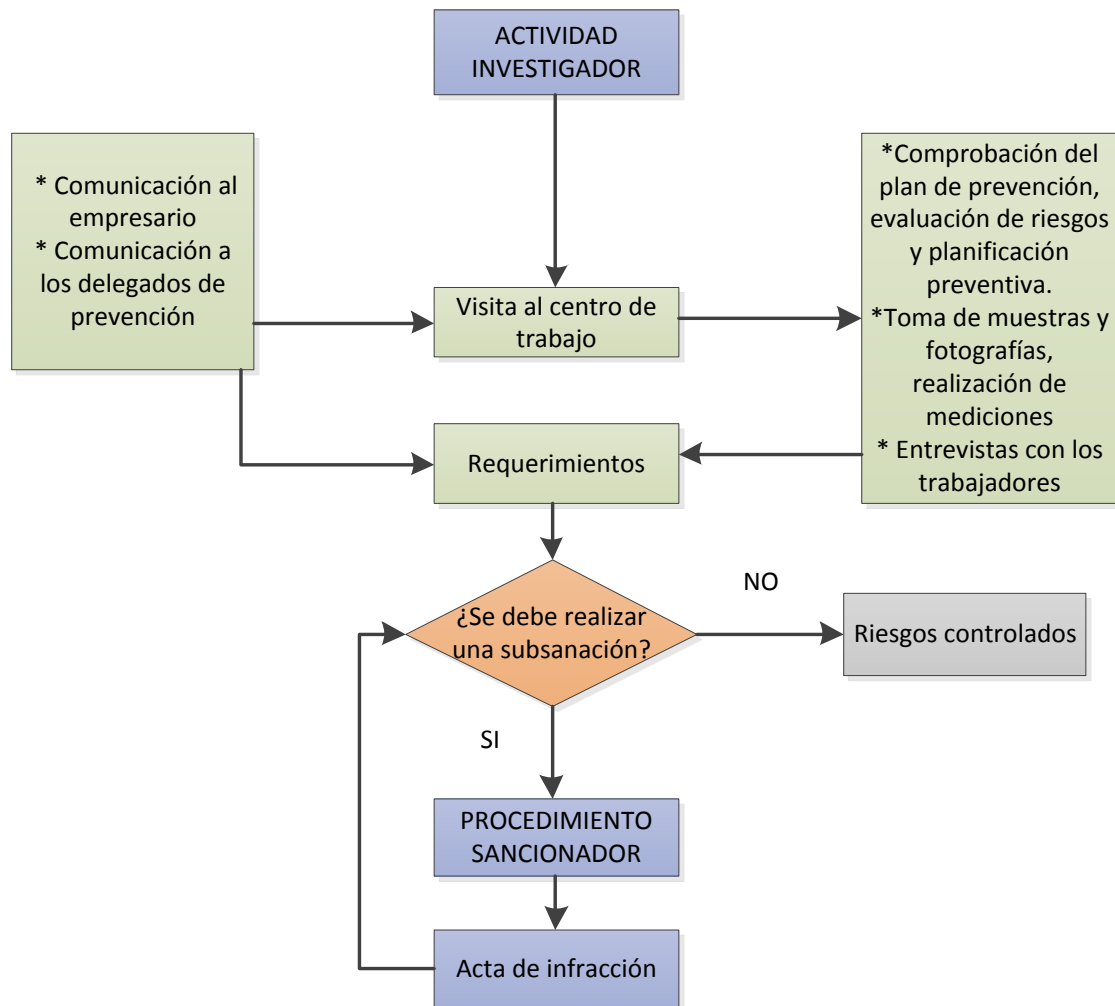 ACTIVIDAD
INVESTIGADOR
* Comunicación al
empresario
* Comunicación a
los delegados de
prevención
Visita al centro de
trabajo
*Comprobación del
plan de prevención,
evaluación de riesgos
y planificación
preventiva.
*Toma de muestras y
fotografías,
realización de
mediciones
* Entrevistas con los
trabajadores
Requerimientos
¿Se debe realizar
una subsanación?
NO
Riesgos controlados
SI
PROCEDIMIENTO
SANCIONADOR
Acta de infracción